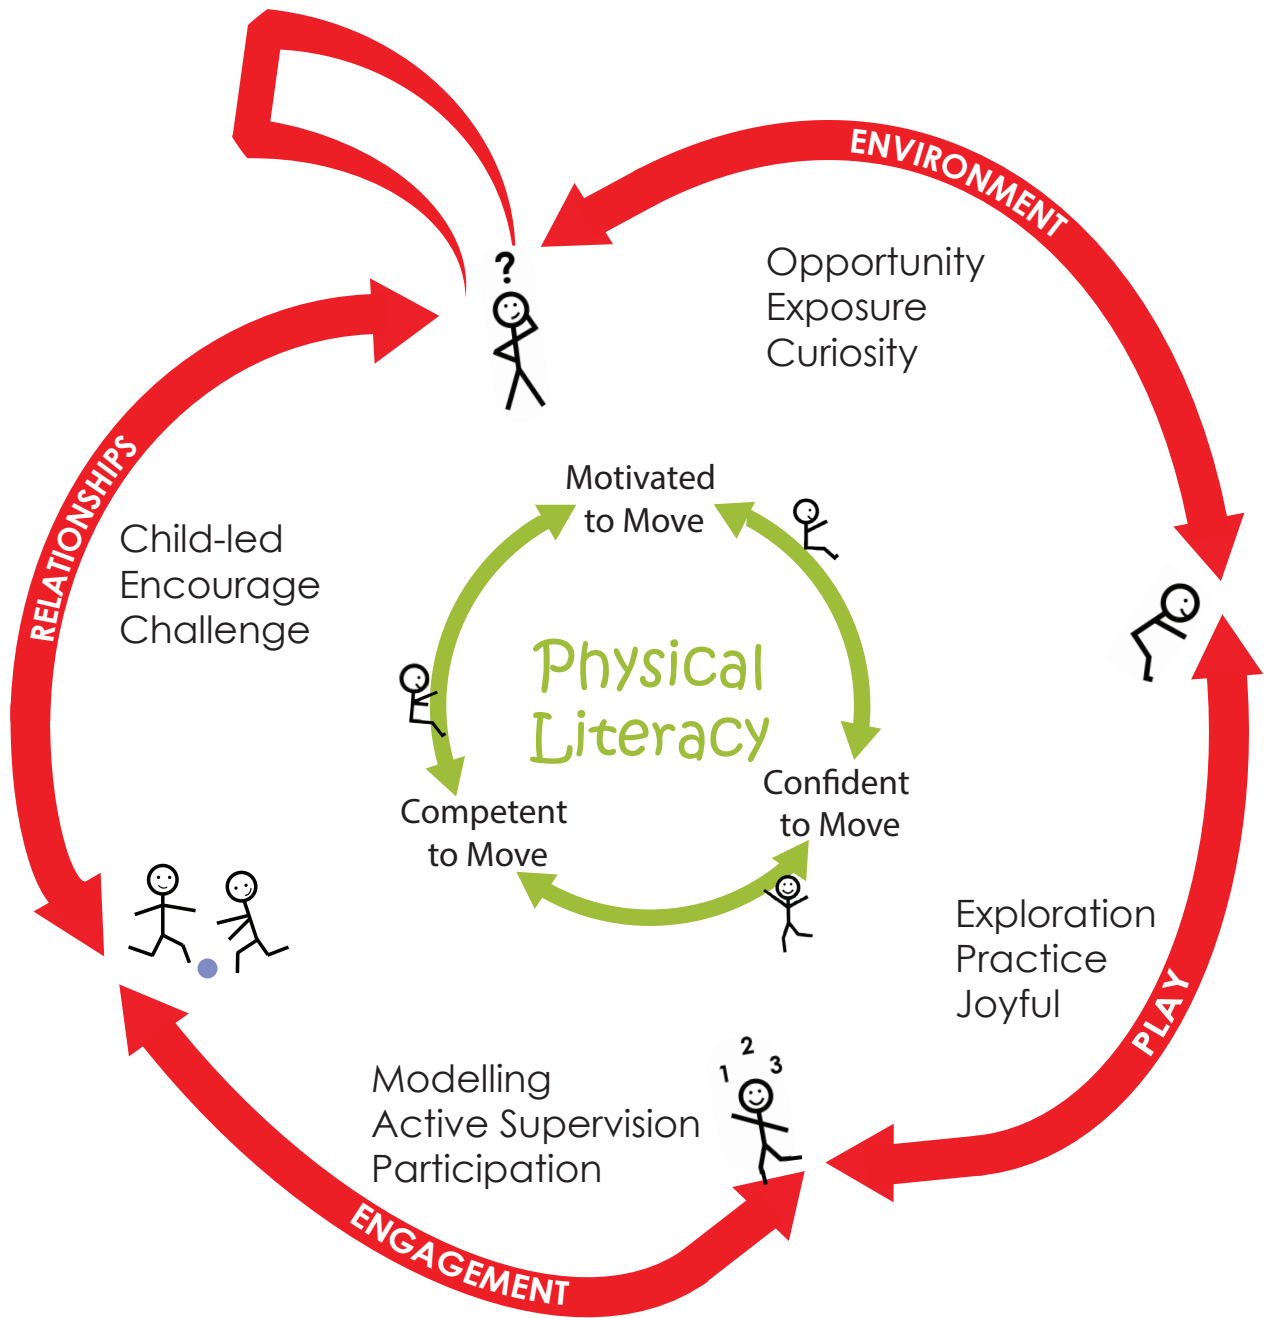 ENVIRONMENT
Opportunity
Exposure
Curiosity
?
RELATIONSHIPS
Child-led
Encourage
Challenge
Motivated
to Move
Physical
Literacy
Confident
to Move
Competent
to Move
Exploration
Practice
Joyful
PLAY
1 2 3
Modelling
Active Supervision
Participation
ENGAGEMENT